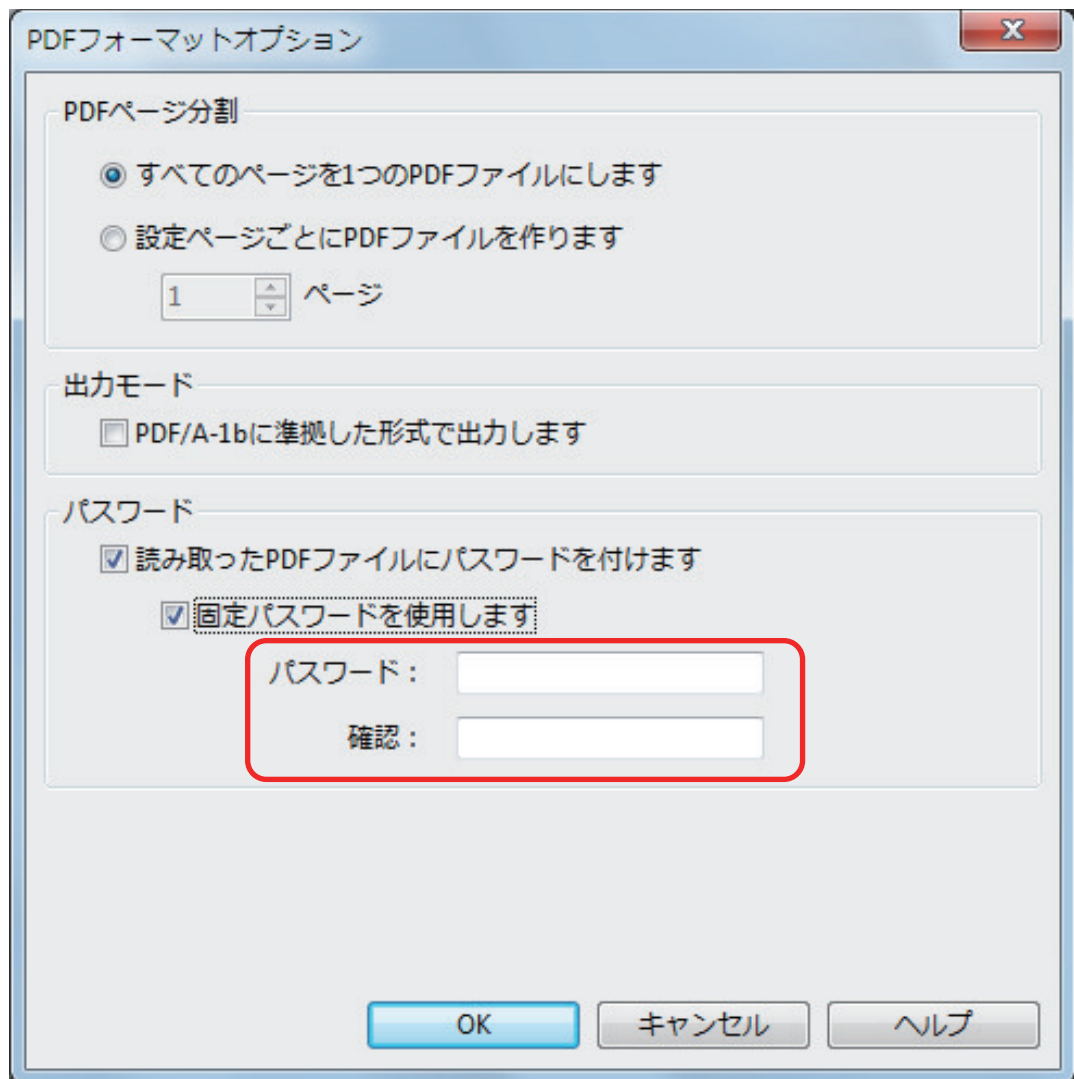 PDFフォーマットオプション
PDFページ分割
すべてのページを1つのPDFファイルにします
設定ページごとにPDFファイルを作ります
1 ページ
出力モード
PDF/A-1bに準拠した形式で出力します
パスワード
読み取ったPDFファイルにパスワードを付けます
固定パスワードを使用します
パスワード：
確認：
OK キャンセル ヘルプ